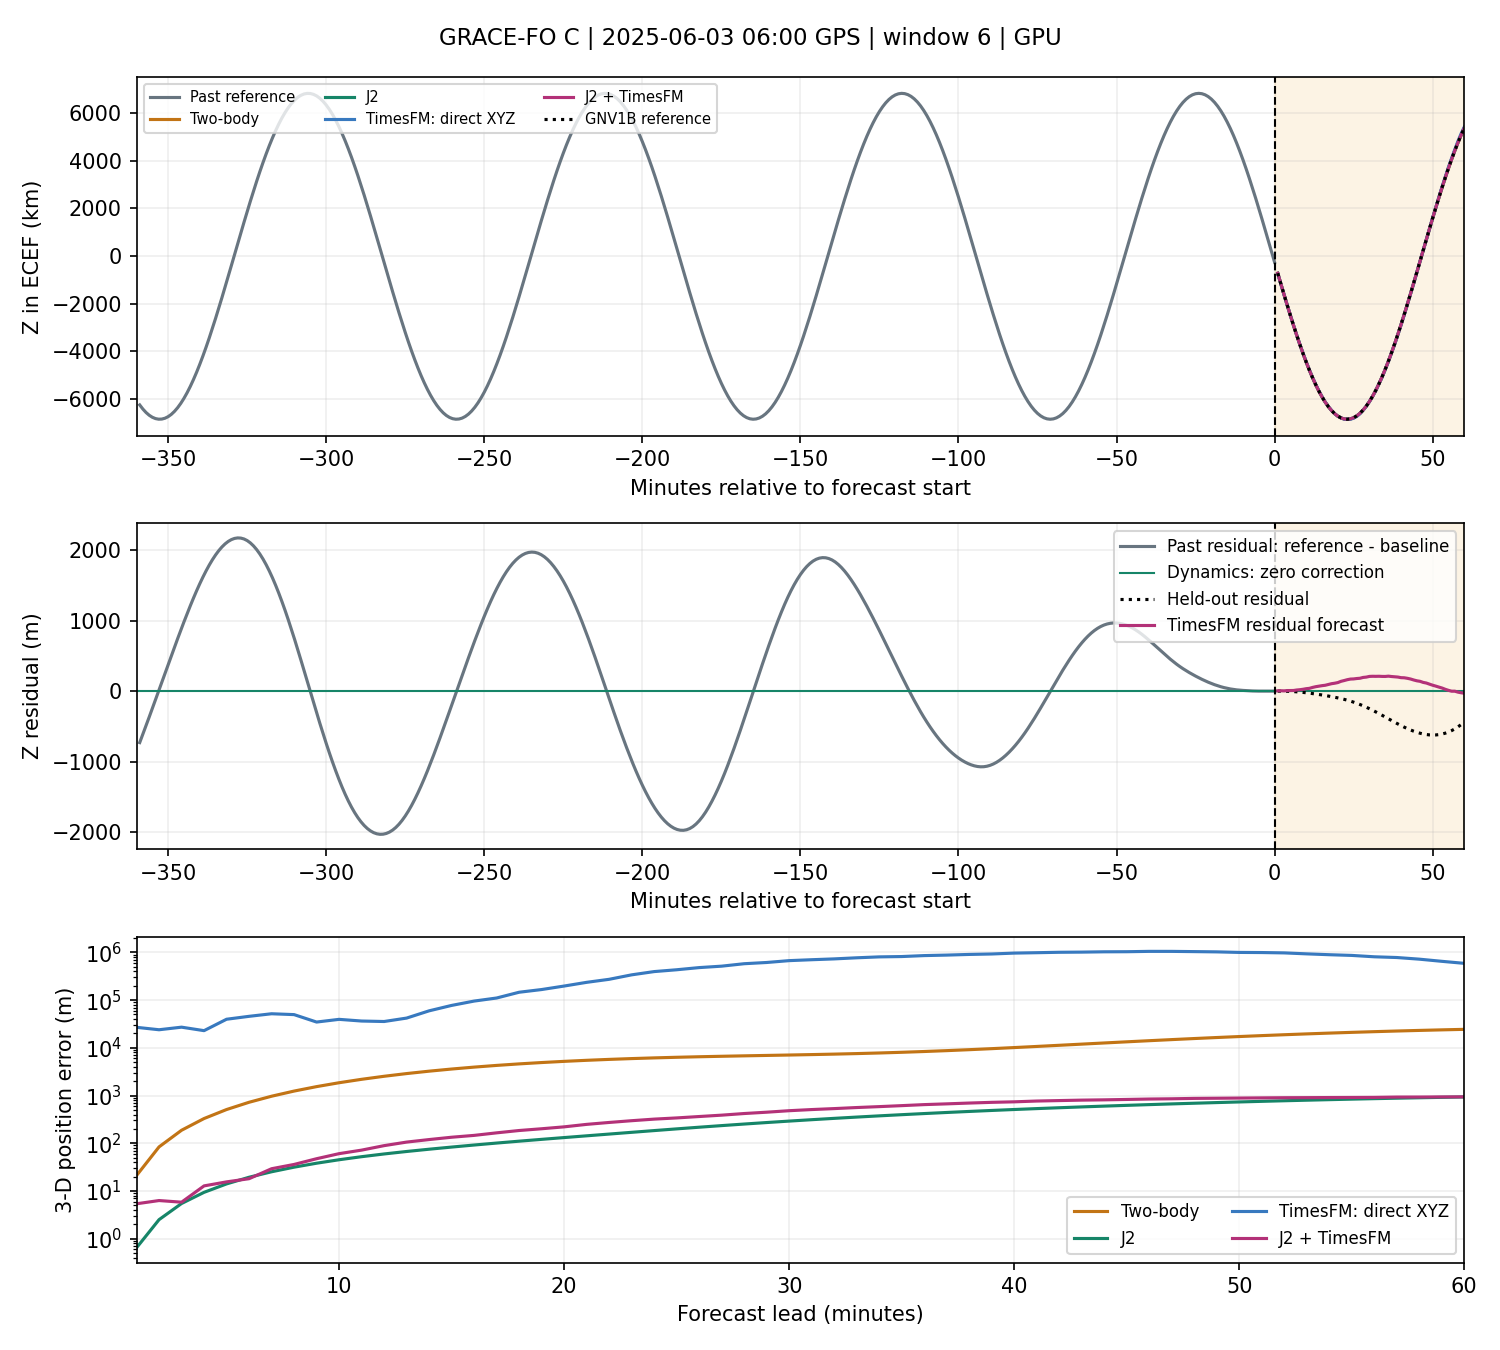 GRACE-FO C | 2025-06-03 06:00 GPS | window 6 | GPU
Past reference J2 J2 + TimesFM
Two-body TimesFM: direct XYZ GNV1B reference
Z in ECEF (km)
6000
4000
2000
0
−2000
−4000
−6000
−350 −300 −250 −200 −150 −100 −50 0 50
Minutes relative to forecast start
Past residual: reference - baseline
Dynamics: zero correction
Held-out residual
TimesFM residual forecast
Z residual (m)
2000
1000
0
−1000
−2000
−350 −300 −250 −200 −150 −100 −50 0 50
Minutes relative to forecast start
3-D position error (m)
10⁶
10⁵
10⁴
10³
10²
10¹
10⁰
Two-body TimesFM: direct XYZ
J2 J2 + TimesFM
10 20 30 40 50 60
Forecast lead (minutes)